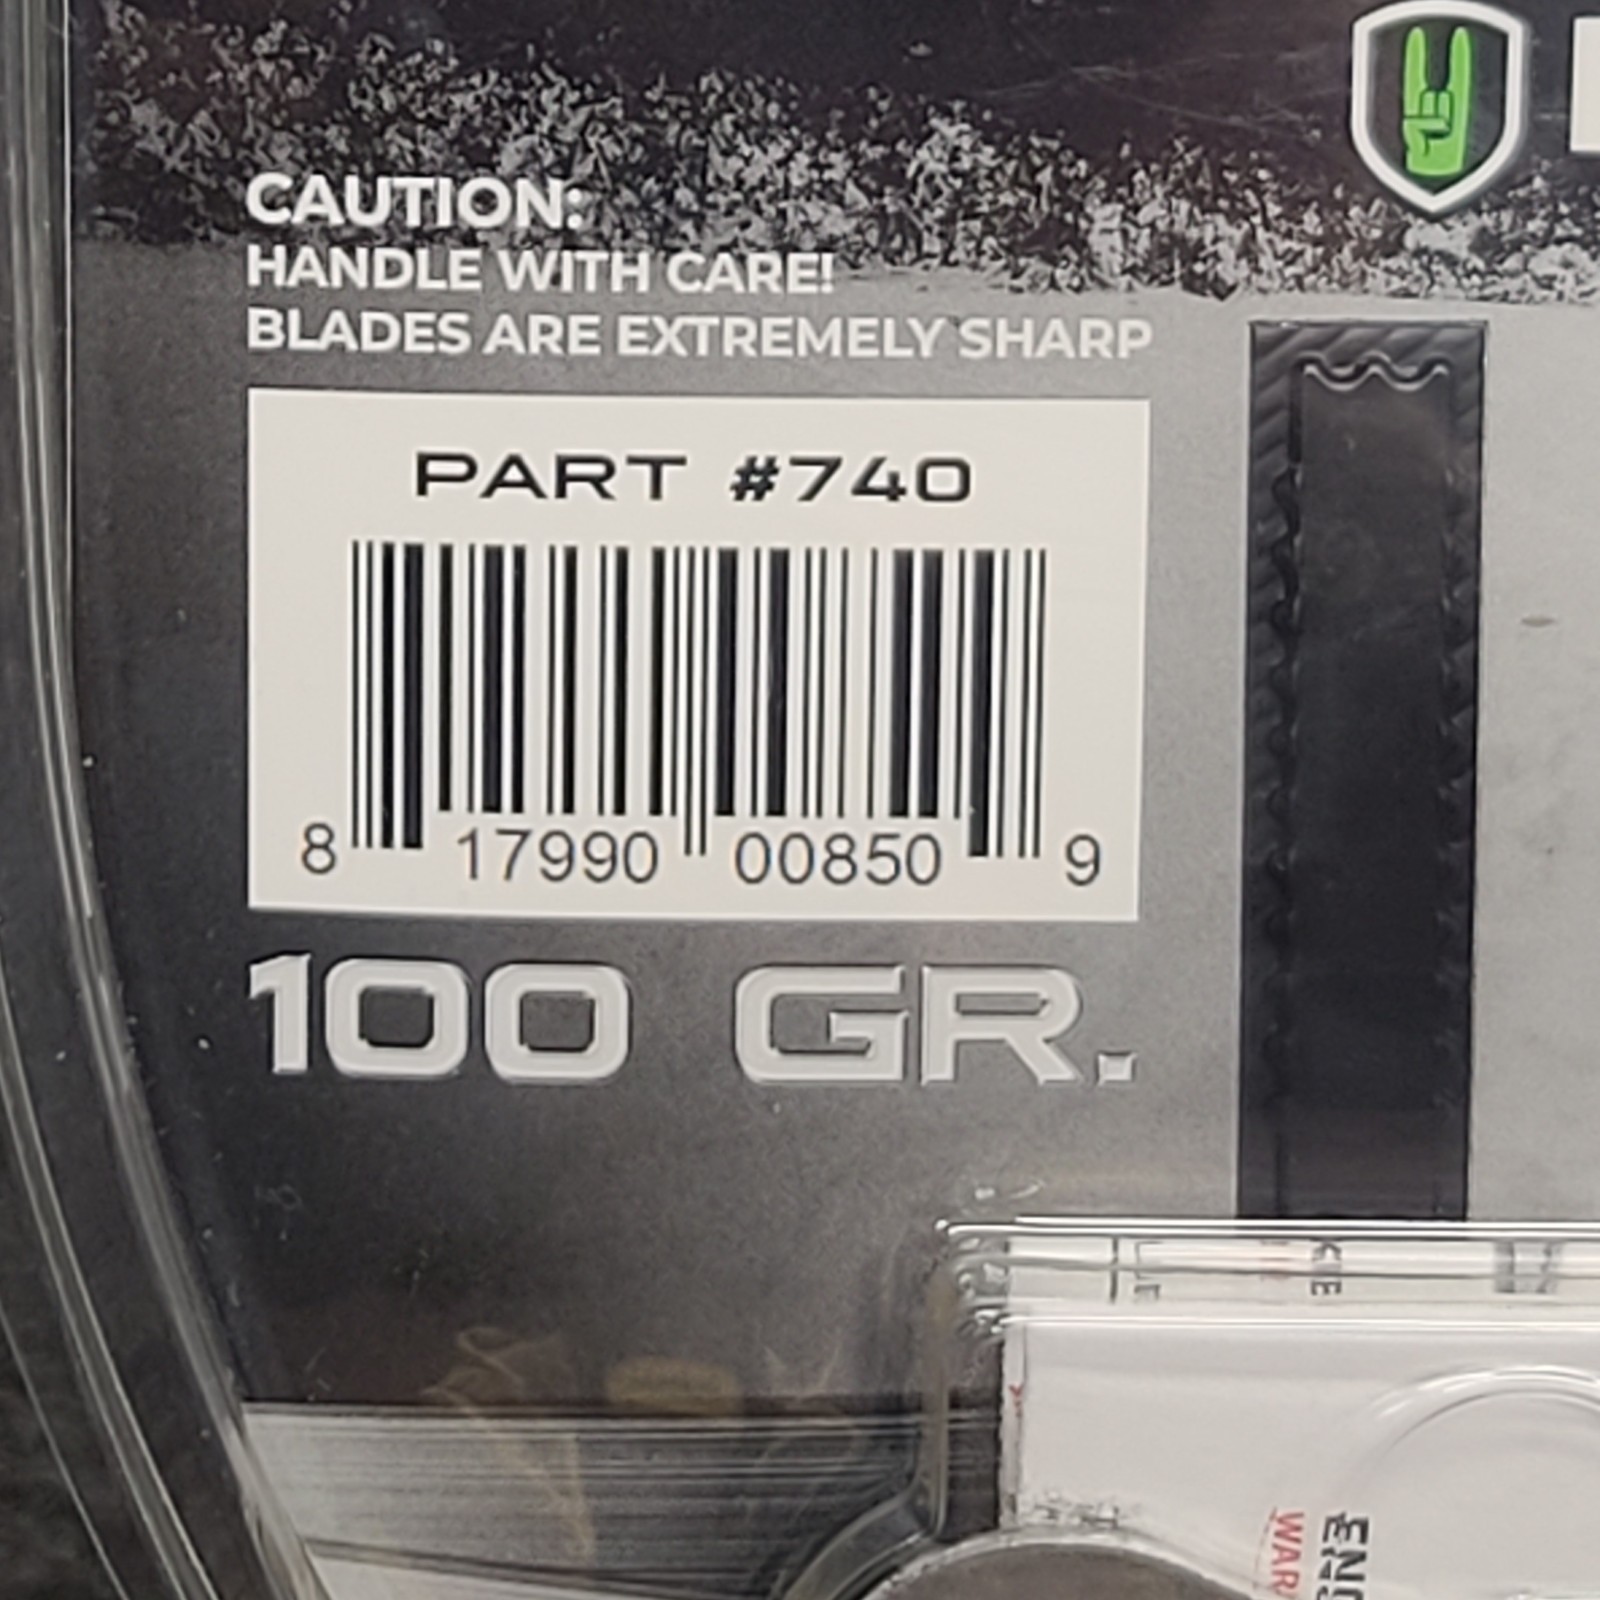 CAUTION:
HANDLE WITH CARE!
BLADES ARE EXTREMELY SHARP
PART #740
8 17990 00850 9
100 GR.